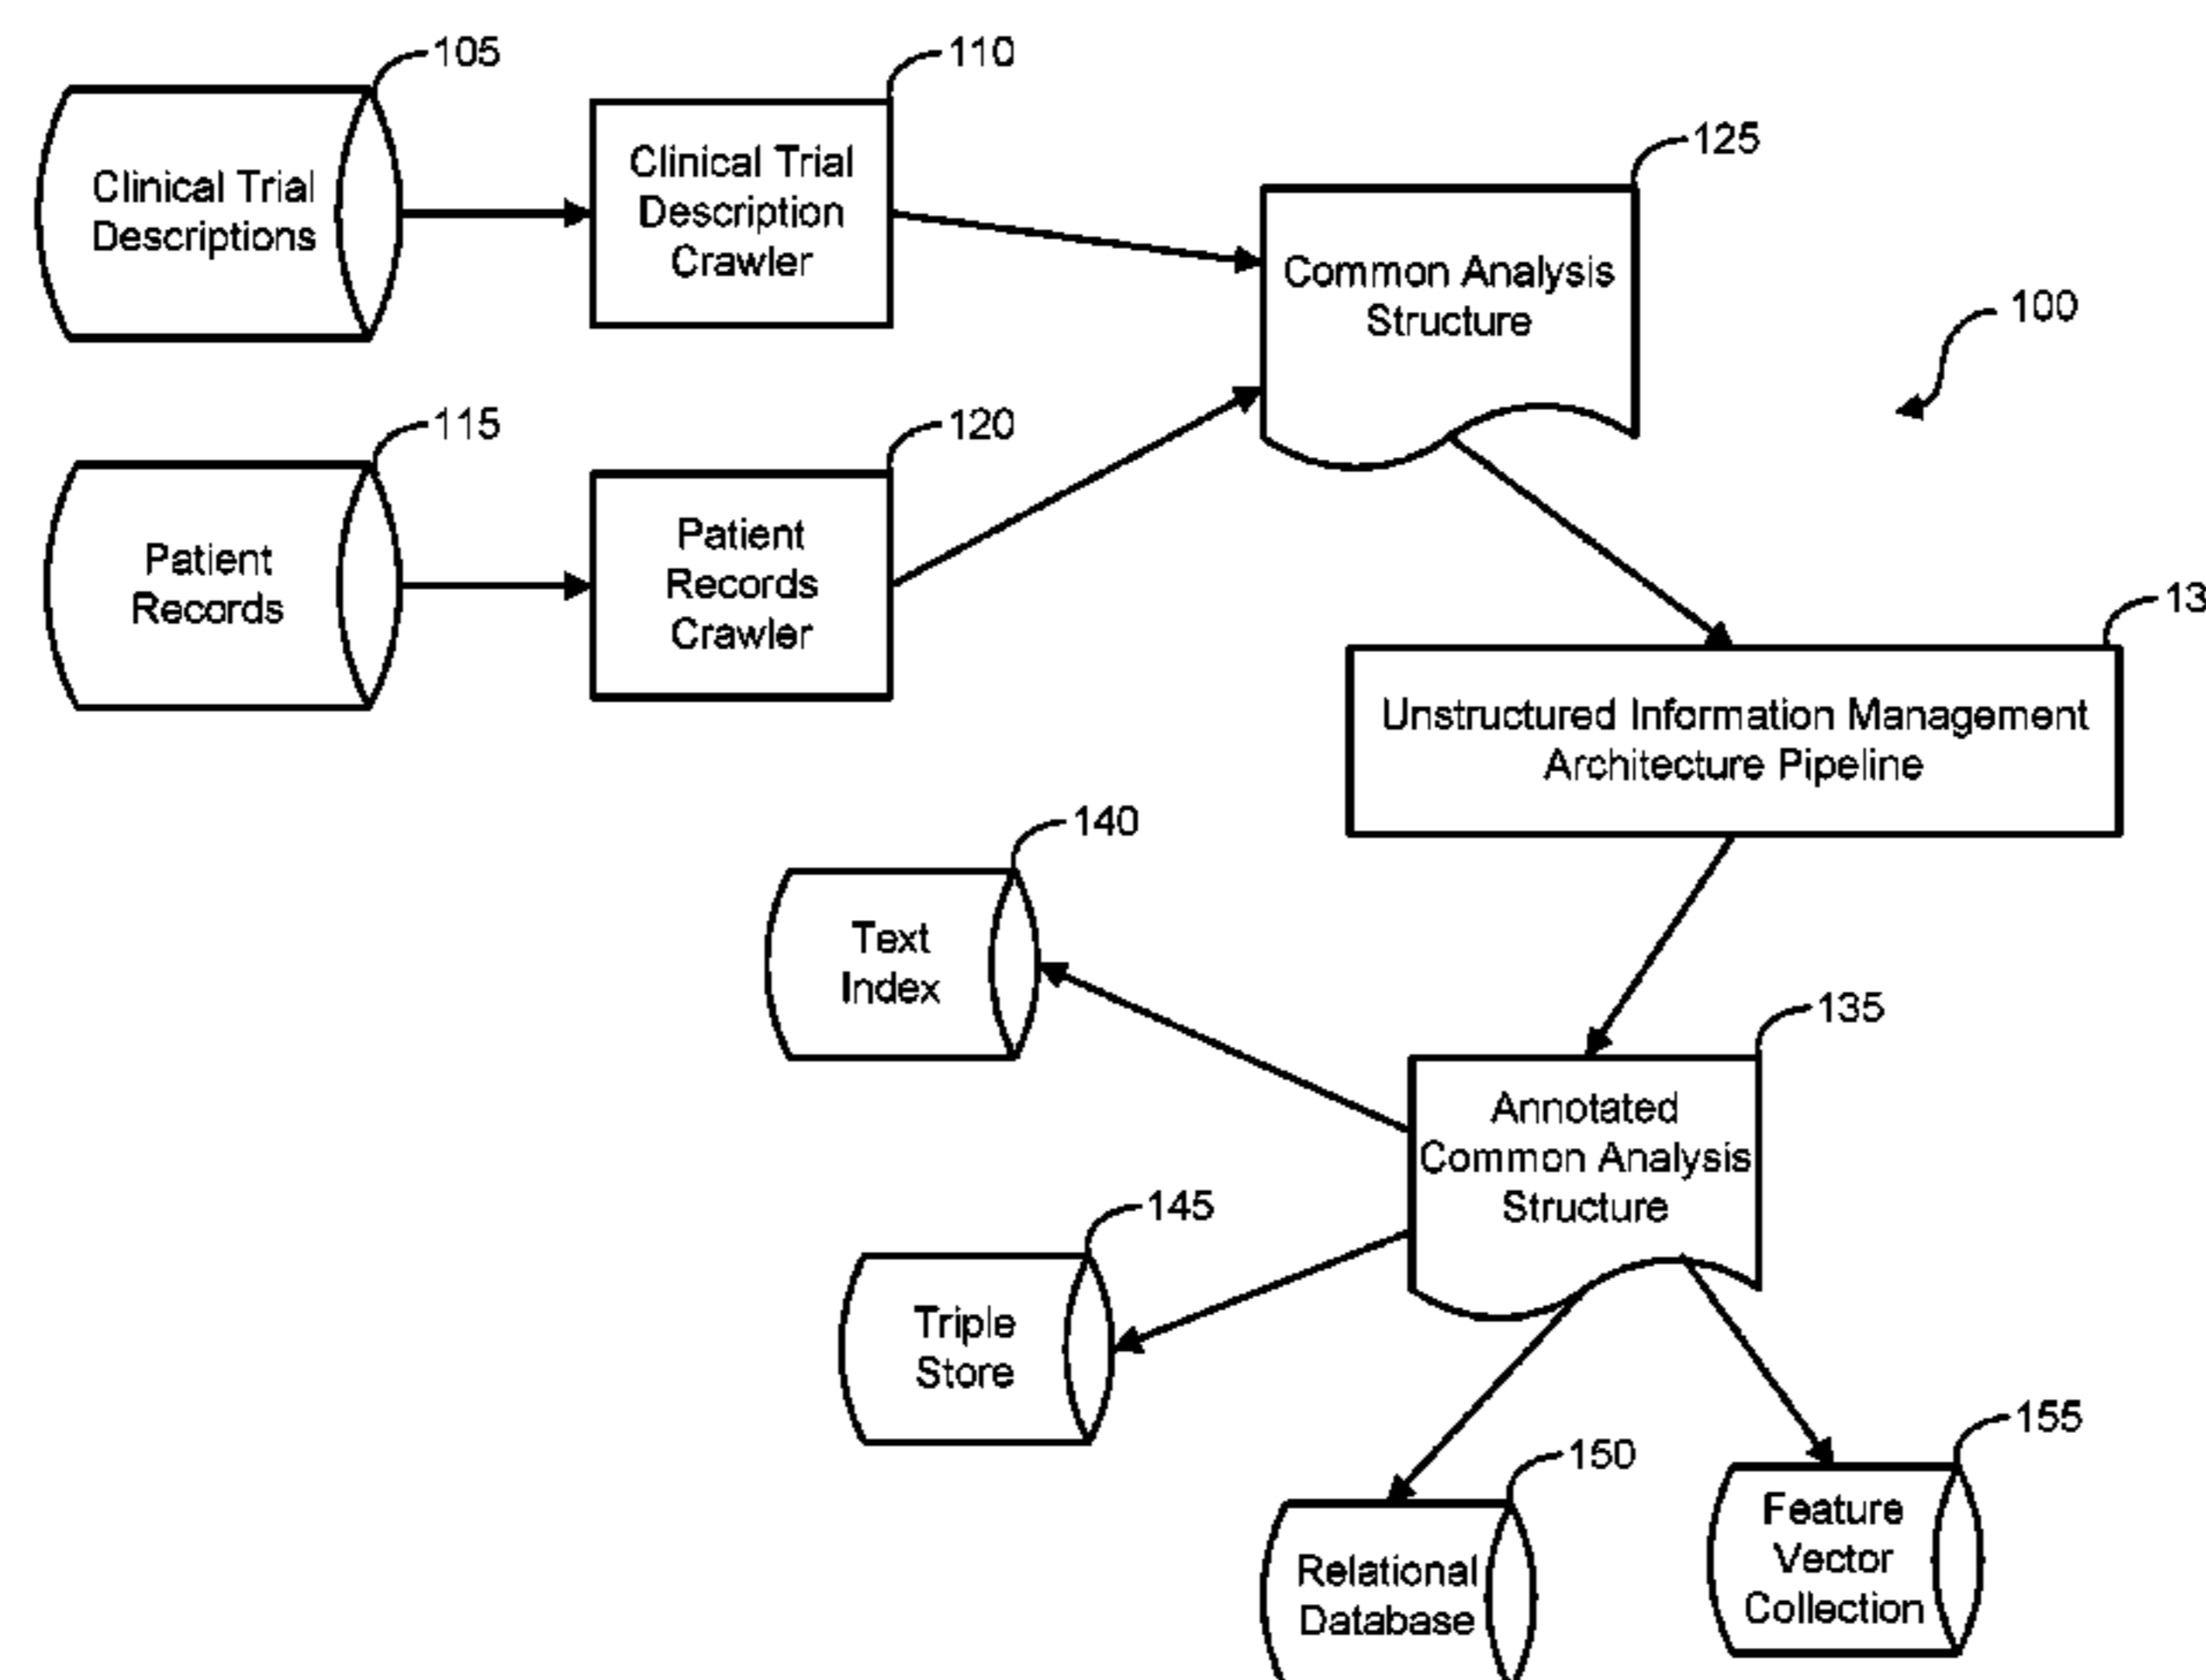 105
Clinical Trial
Descriptions
110
Clinical Trial
Description
Crawler
125
Common Analysis
Structure
100
115
Patient
Records
120
Patient
Records
Crawler
13
Unstructured Information Management
Architecture Pipeline
140
Text
Index
135
Annotated
Common Analysis
Structure
145
Triple
Store
150
Relational
Database
155
Feature
Vector
Collection